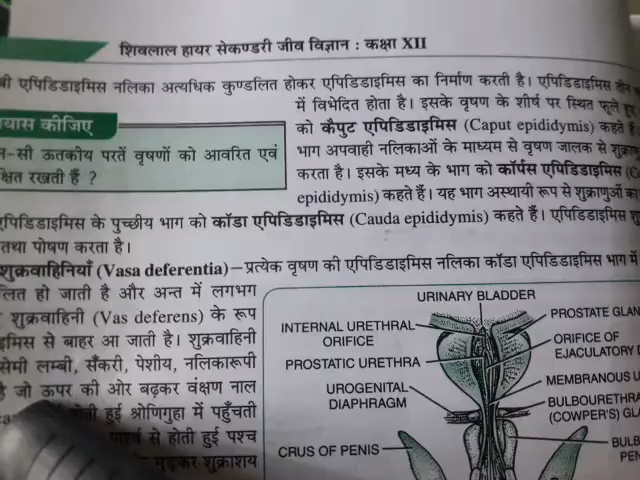 शिवलाल हायर सेकण्डरी जीव विज्ञान : कक्षा XII
एपिडिडाइमिस नलिका अत्यधिक कुण्डलित होकर एपिडिडाइमिस का निर्माण करती है। एपिडिडाइमिस
में विभेदित होता है। इसके वृषण के शीर्ष पर स्थित फूले हुए
को कैपुट एपिडिडाइमिस (Caput epididymis) कहते हैं
भाग अपवाही नलिकाओं के माध्यम से वृषण जालक से
करता है। इसके मध्य के भाग को कॉर्पस एपिडिडाइमिस
epididymis) कहते हैं। यह भाग अस्थायी रूप से शुक्राणुओं को
कीजिए
ऊतकीय परतें वृषणों को आवरित एवं
रखती हैं ?
एपिडिडाइमिस के पुच्छीय भाग को कॉडा एपिडिडाइमिस (Cauda epididymis) कहते हैं। एपिडिडाइमिस
तथा पोषण करता है।
शुक्रवाहिनियाँ (Vasa deferentia)–प्रत्येक वृषण की एपिडिडाइमिस नलिका कॉडा एपिडिडाइमिस भाग में
हो जाती है और अन्त में लगभग
शुक्रवाहिनी (Vas deferens) के रूप
से बाहर आ जाती है। शुक्रवाहिनी
लम्बी, सँकरी, पेशीय, नलिकारूपी
जो ऊपर की ओर बढ़कर वंक्षण नाल
होती हुई श्रोणिगुहा में पहुँचती
से होती हुई पश्च
मुड़कर शुक्राशय
URINARY BLADDER
INTERNAL URETHRAL
ORIFICE
PROSTATIC URETHRA
UROGENITAL
DIAPHRAGM
CRUS OF PENIS
PROSTATE
ORIFICE OF
EJACULATORY
MEMBRANOUS
BULBOURETHRA
(COWPER'S)